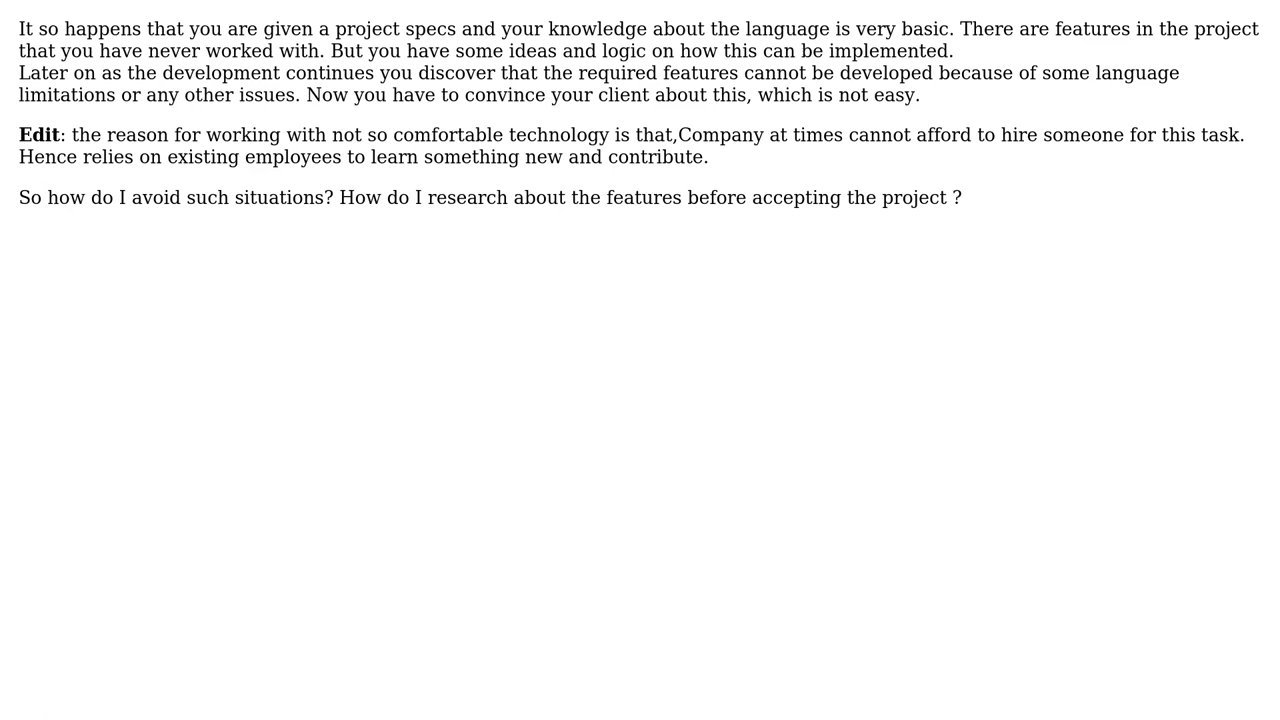 It so happens that you are given a project specs and your knowledge about the language is very basic. There are features in the project
that you have never worked with. But you have some ideas and logic on how this can be implemented.
Later on as the development continues you discover that the required features cannot be developed because of some language
limitations or any other issues. Now you have to convince your client about this, which is not easy.
Edit: the reason for working with not so comfortable technology is that,Company at times cannot afford to hire someone for this task.
Hence relies on existing employees to learn something new and contribute.
So how do I avoid such situations? How do I research about the features before accepting the project ?